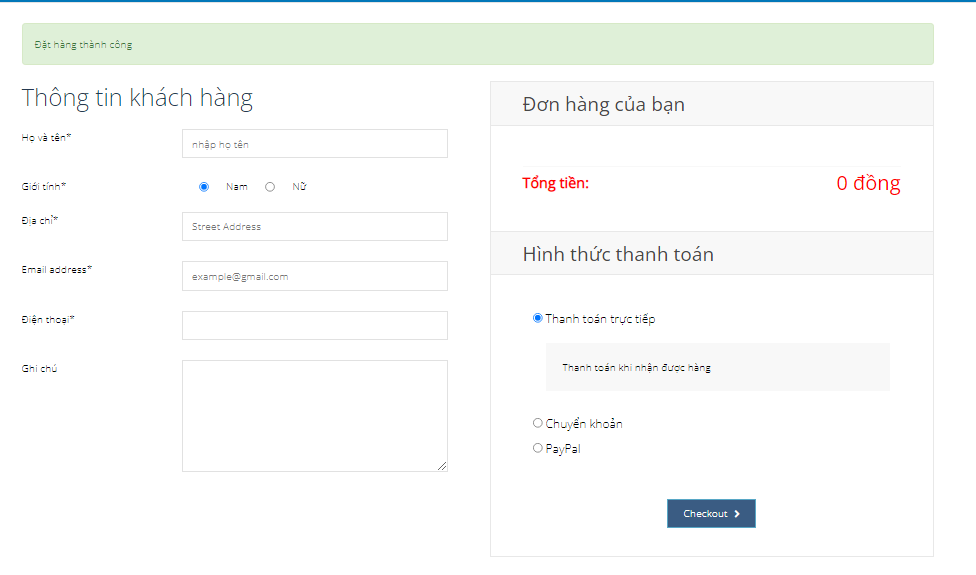 Đặt hàng thành công
Thông tin khách hàng
Họ và tên*
nhập họ tên
Giới tính*
Nam
Nữ
Địa chỉ*
Street Address
Email address*
example@gmail.com
Điện thoại*
Ghi chú
Đơn hàng của bạn
Tổng tiền:
0 đồng
Hình thức thanh toán
Thanh toán trực tiếp
Thanh toán khi nhận được hàng
Chuyển khoản
PayPal
Checkout